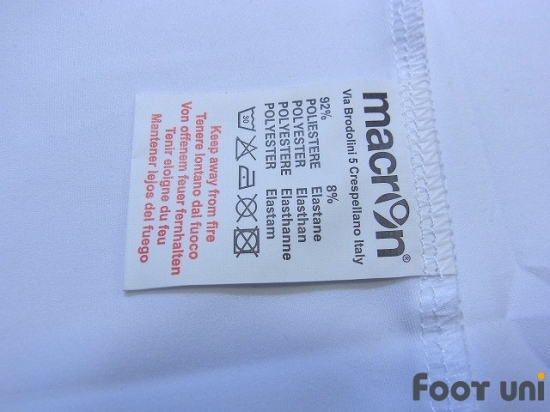 macron®
Via Brodolini 5 Crespellano Italy
92% 8%
POLIESTERE Elastane
POLYESTER Elasthan
POLYESTERE Elasthanne
POLYESTER Elastam
30
Keep away from fire
Tenere lontano dal fuoco
Von offenem feuer fernhalten
Tenir eloigne du feu
Mantener lejos del fuego
FOOT uni